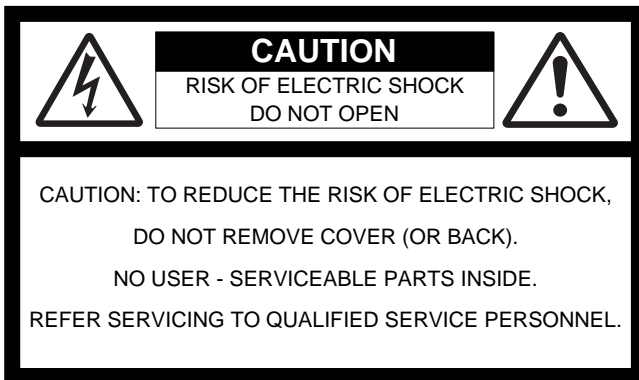 CAUTION
RISK OF ELECTRIC SHOCK
DO NOT OPEN
CAUTION: TO REDUCE THE RISK OF ELECTRIC SHOCK,
DO NOT REMOVE COVER (OR BACK).
NO USER - SERVICEABLE PARTS INSIDE.
REFER SERVICING TO QUALIFIED SERVICE PERSONNEL.